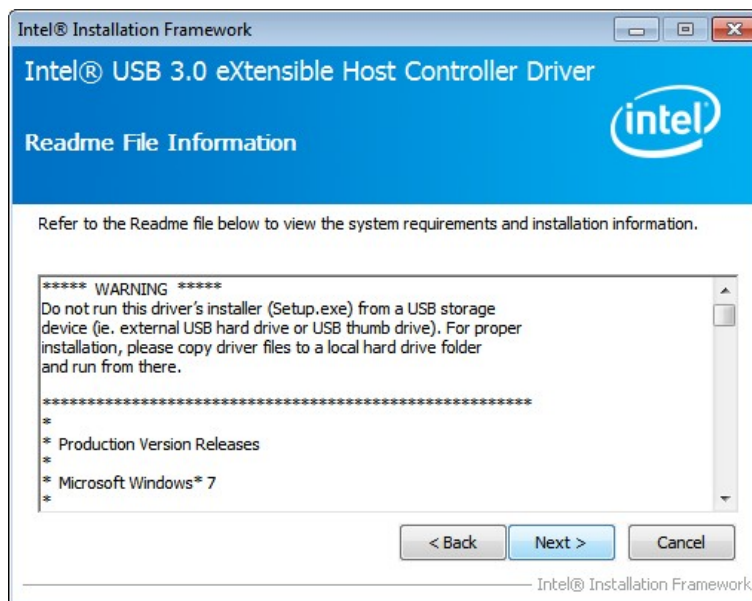 Intel® Installation Framework
Intel® USB 3.0 eXtensible Host Controller Driver
intel
Readme File Information
Refer to the Readme file below to view the system requirements and installation information.
***** WARNING *****
Do not run this driver's installer (Setup.exe) from a USB storage
device (ie. external USB hard drive or USB thumb drive). For proper
installation, please copy driver files to a local hard drive folder
and run from there.
*******************************************************
*
* Production Version Releases
*
* Microsoft Windows* 7
*
< Back
Next >
Cancel
Intel® Installation Framework